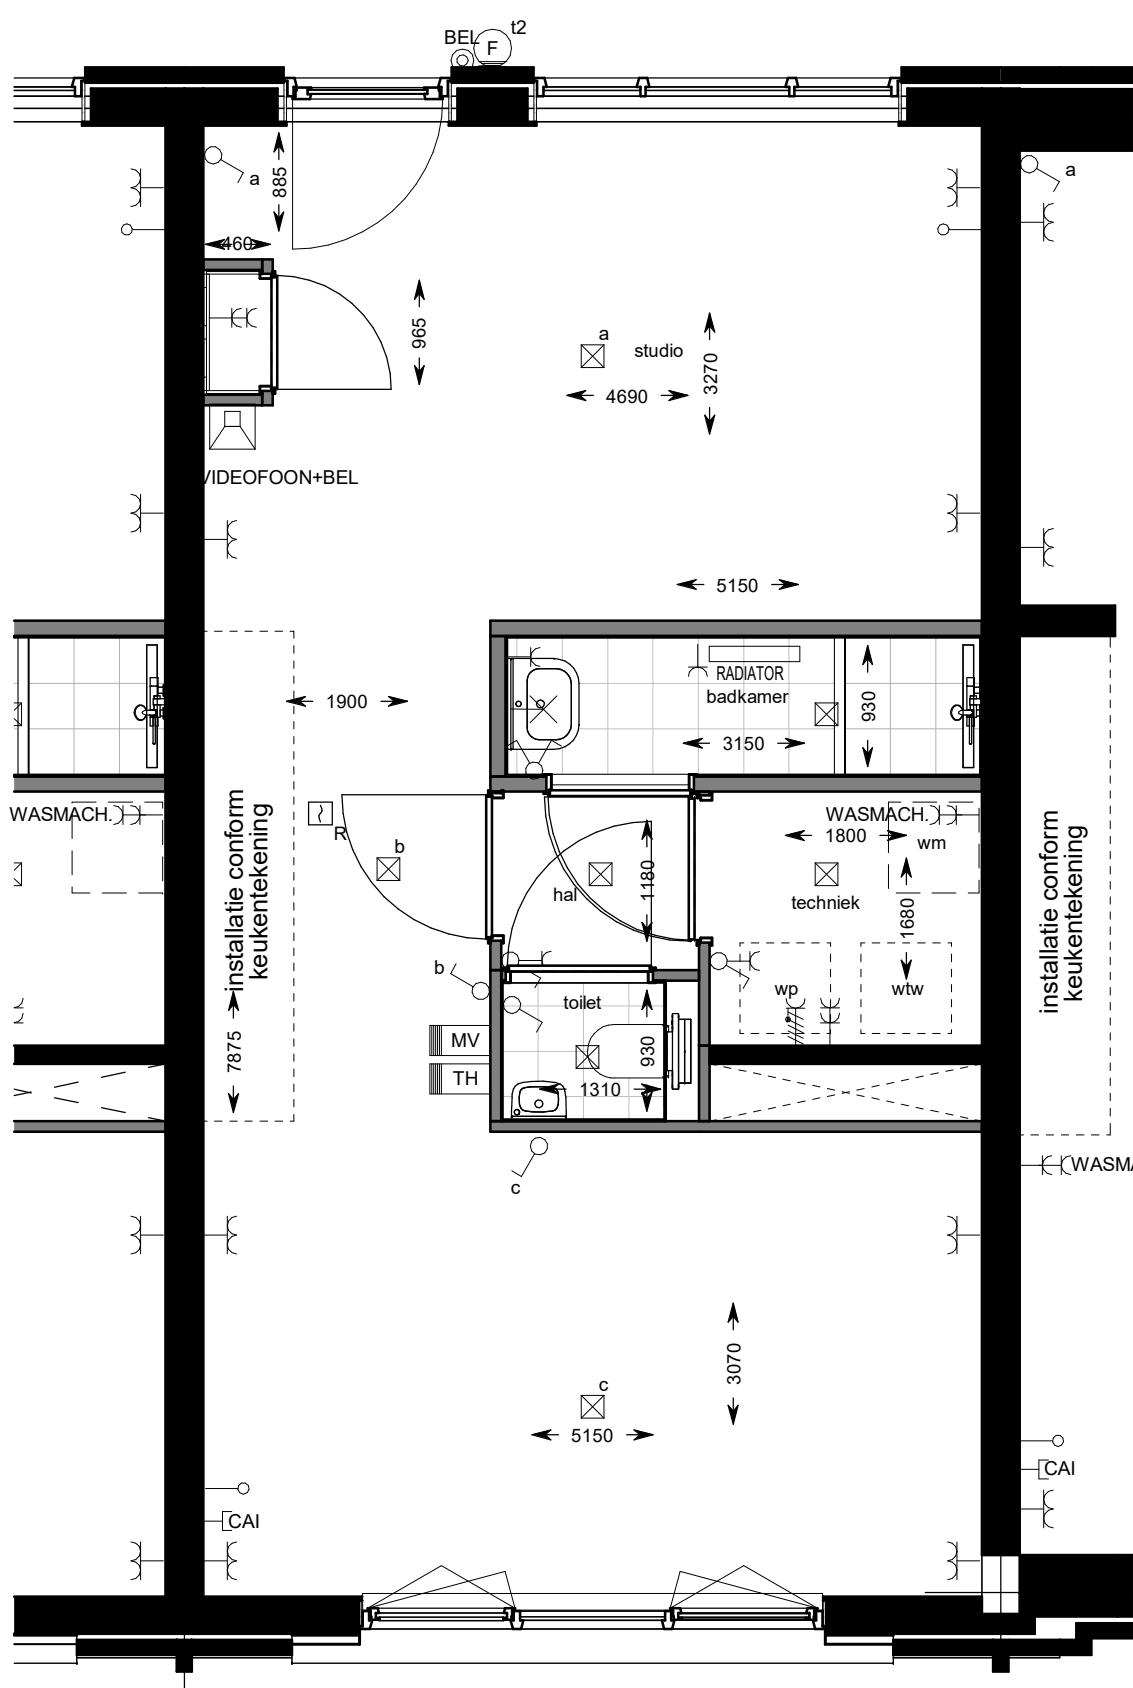 t2
BEL
F
a
885
a
460
965
a
studio
3270
4690
VIDEOFOON+BEL
5150
RADIATOR
badkamer
930
1900
3150
WASMACH.
installatie conform
keukentekening
R
b
hal
1180
WASMACH.
1800
wm
techniek
1680
installatie conform
keukentekening
b
wp
wtw
toilet
7875
MV
930
TH
1310
WASMA
c
3070
c
5150
CAI
CAI